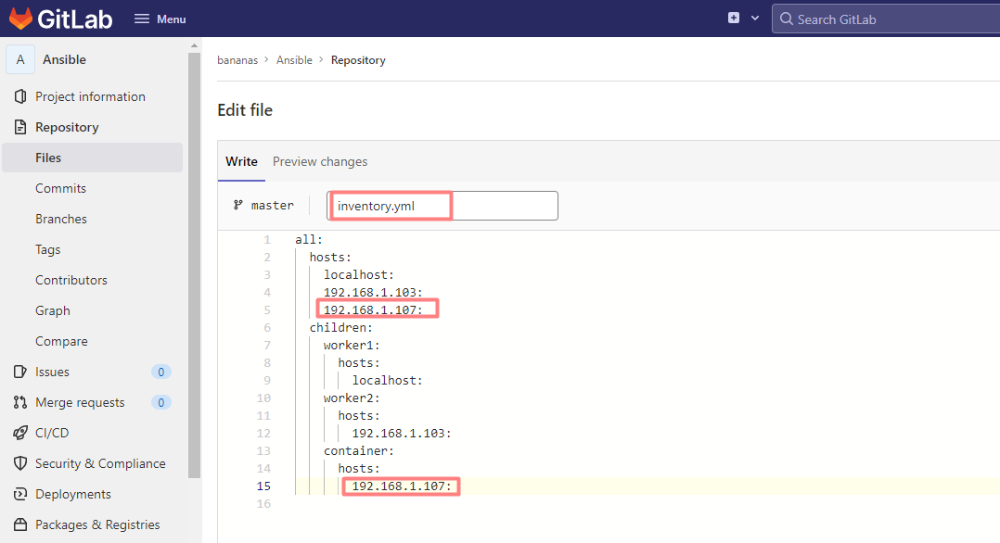 GitLab Menu Search GitLab
A Ansible
Project information
Repository
Files
Commits
Branches
Tags
Contributors
Graph
Compare
Issues 0
Merge requests 0
CI/CD
Security & Compliance
Deployments
Packages & Registries
bananas › Ansible › Repository
Edit file
Write Preview changes
master inventory.yml
1 all:
2 hosts:
3 localhost:
4 192.168.1.103:
5 192.168.1.107:
6 children:
7 worker1:
8 hosts:
9 localhost:
10 worker2:
11 hosts:
12 192.168.1.103:
13 container:
14 hosts:
15 192.168.1.107:
16